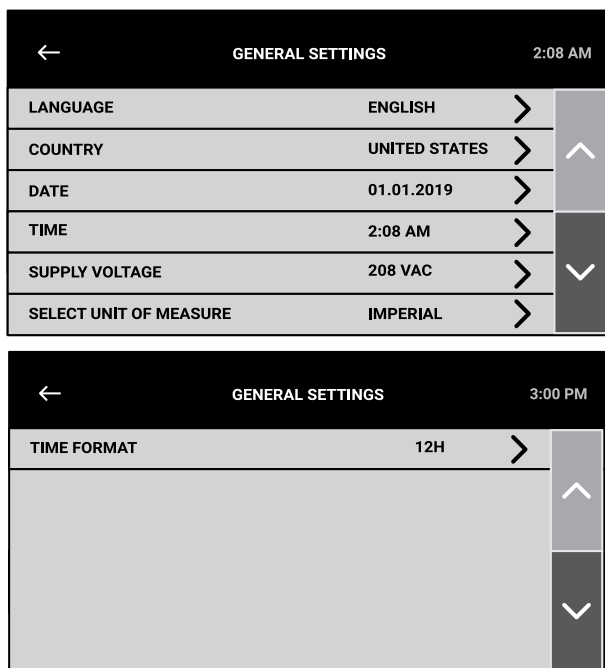 GENERAL SETTINGS 2:08 AM
LANGUAGE ENGLISH
COUNTRY UNITED STATES
DATE 01.01.2019
TIME 2:08 AM
SUPPLY VOLTAGE 208 VAC
SELECT UNİT OF MEASURE IMPERIAL
GENERAL SETTINGS 3:00 PM
TIME FORMAT 12H